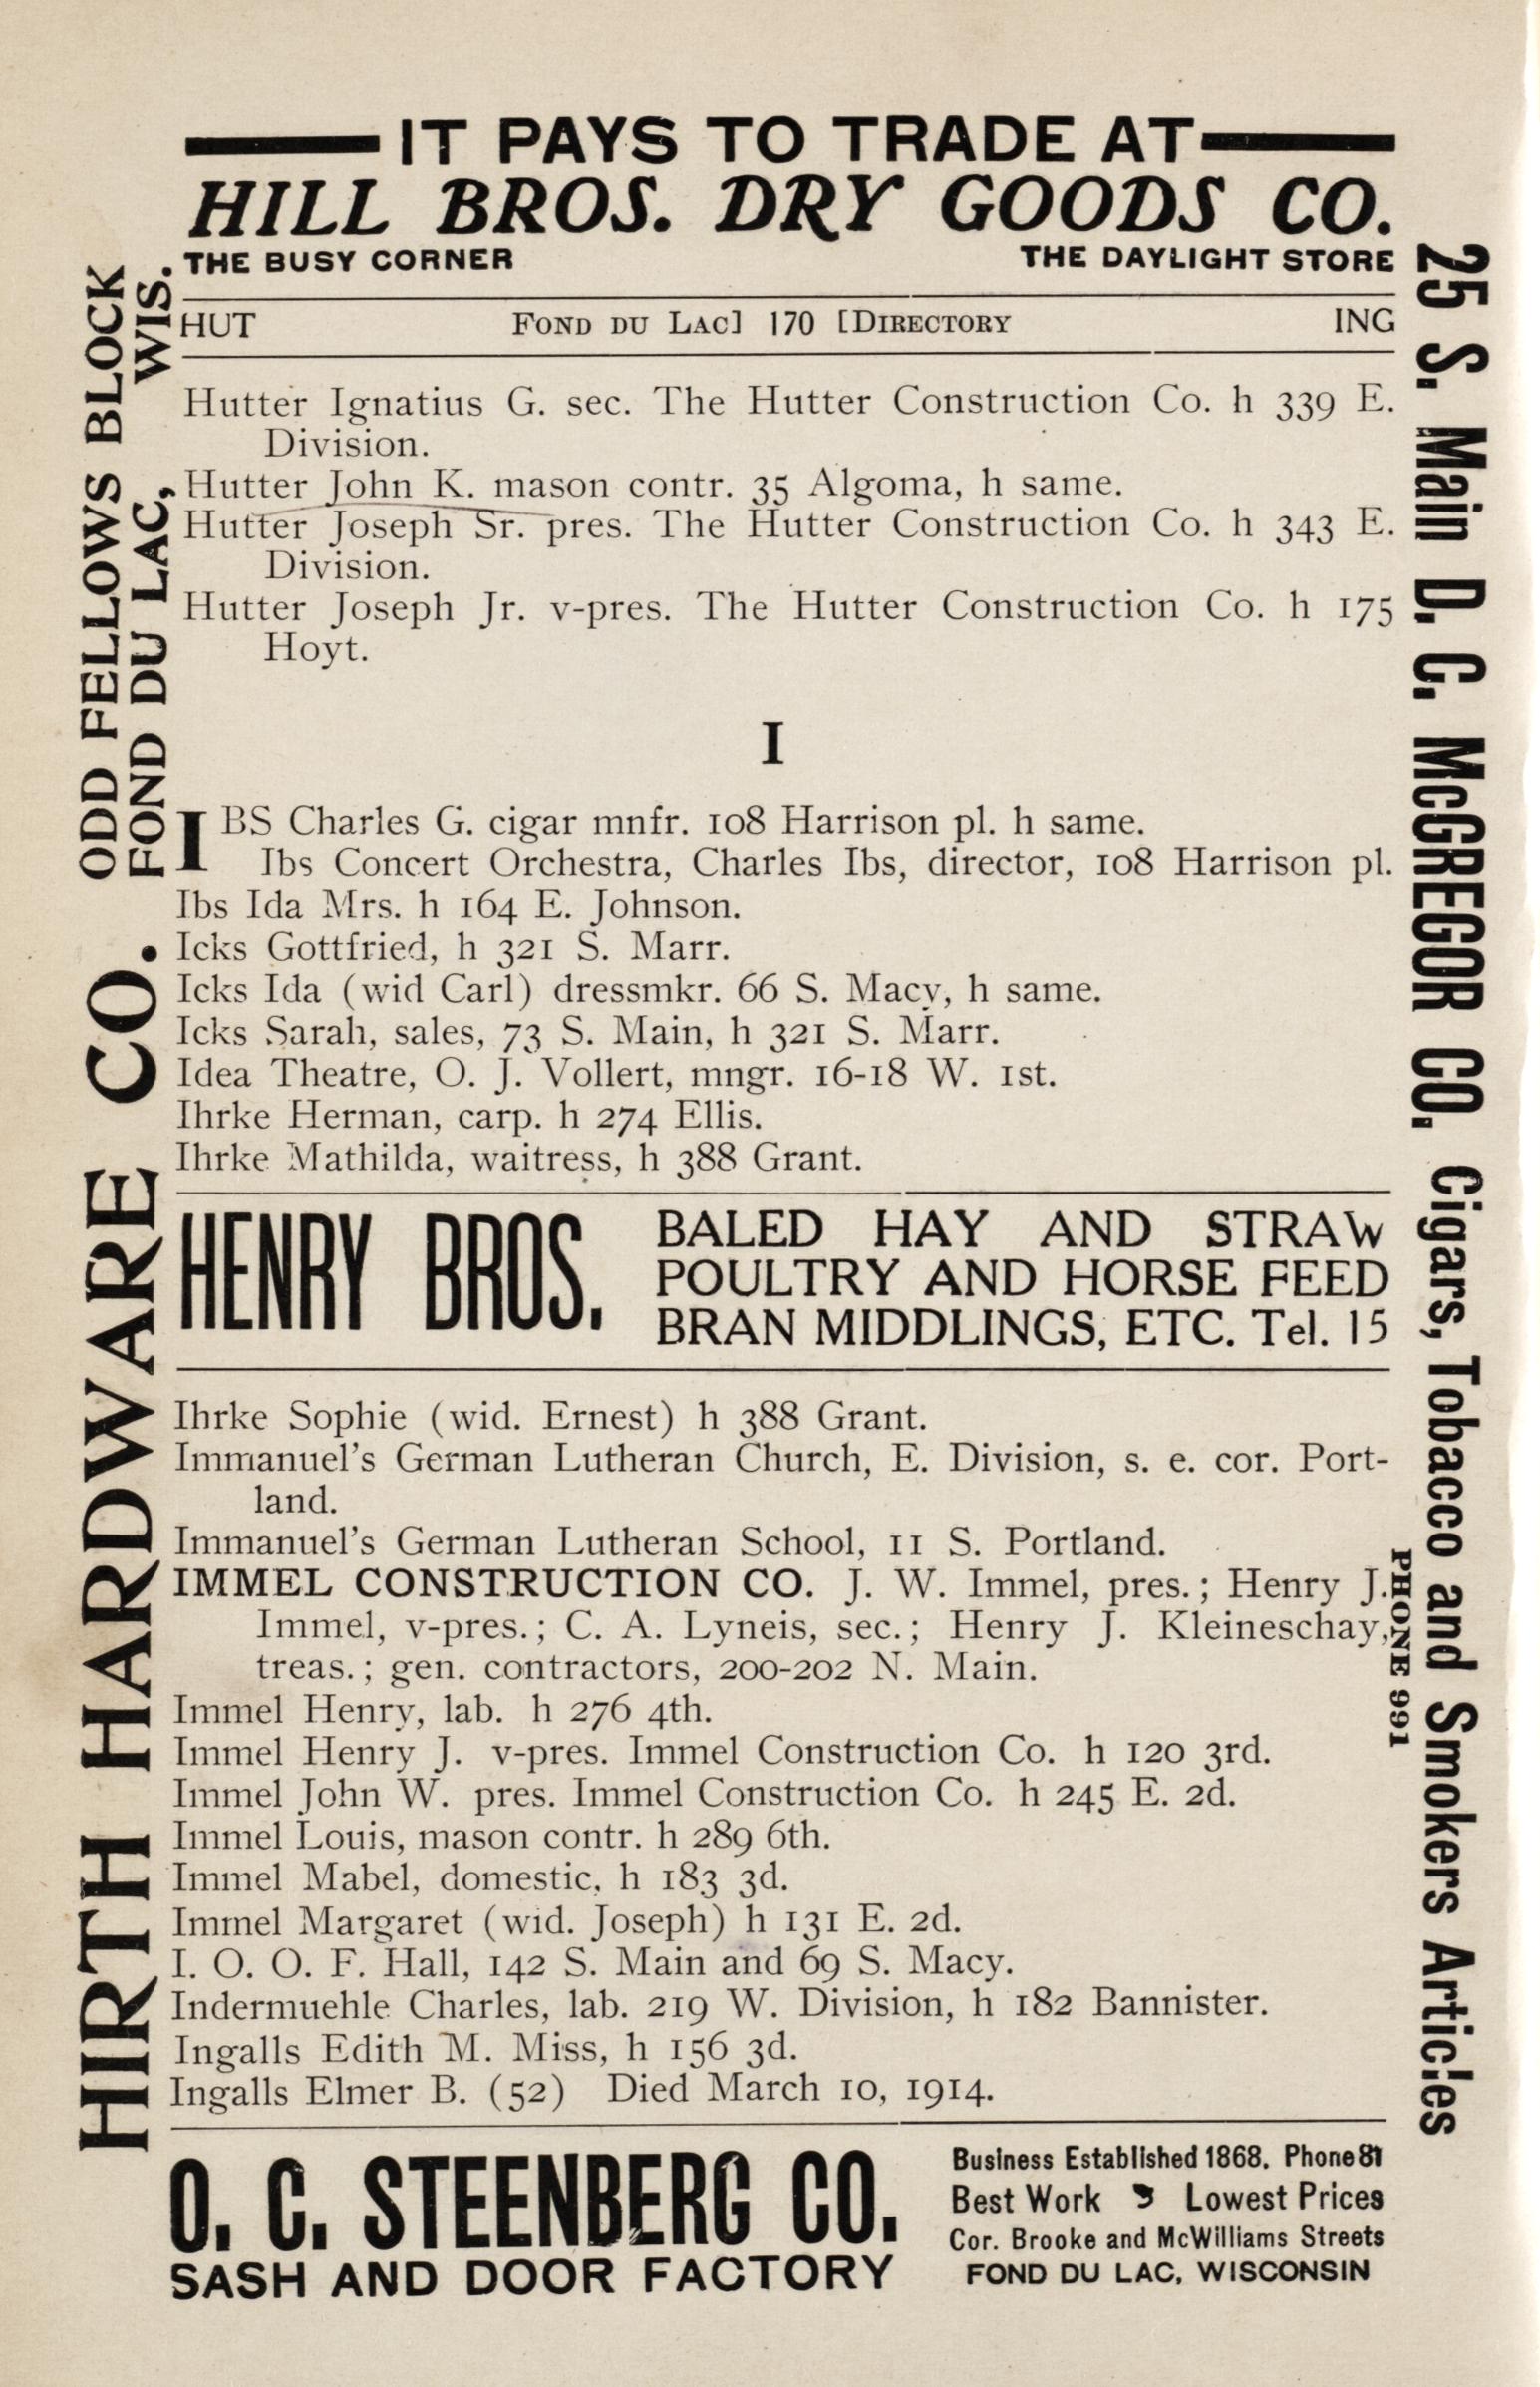 IT PAYS TO TRADE AT
HILL BROS. DRY GOODS CO.
THE BUSY CORNER THE DAYLIGHT STORE
HUT FOND DU LAC] 170 [DIRECTORY ING
Hutter Ignatius G. sec. The Hutter Construction Co. h 339 E.
Division.
Hutter John K. mason contr. 35 Algoma, h same.
Hutter Joseph Sr. pres. The Hutter Construction Co. h 343 E.
Division.
Hutter Joseph Jr. v-pres. The Hutter Construction Co. h 175
Hoyt.
I
IBS Charles G. cigar mnfr. 108 Harrison pl. h same.
Ibs Concert Orchestra, Charles Ibs, director, 108 Harrison pl.
Ibs Ida Mrs. h 164 E. Johnson.
Icks Gottfried, h 321 S. Marr.
Icks Ida (wid Carl) dressmkr. 66 S. Macy, h same.
Icks Sarah, sales, 73 S. Main, h 321 S. Marr.
Idea Theatre, O. J. Vollert, mngr. 16-18 W. 1st.
Ihrke Herman, carp. h 274 Ellis.
Ihrke Mathilda, waitress, h 388 Grant.
HENRY BROS.
BALED HAY AND STRAW
POULTRY AND HORSE FEED
BRAN MIDDLINGS, ETC. Tel. 15
Ihrke Sophie (wid. Ernest) h 388 Grant.
Immanuel's German Lutheran Church, E. Division, s. e. cor. Port-
land.
Immanuel's German Lutheran School, 11 S. Portland.
IMMEL CONSTRUCTION CO. J. W. Immel, pres.; Henry J.
Immel, v-pres.; C. A. Lyneis, sec.; Henry J. Kleineschay,
treas.; gen. contractors, 200-202 N. Main.
Immel Henry, lab. h 276 4th.
Immel Henry J. v-pres. Immel Construction Co. h 120 3rd.
Immel John W. pres. Immel Construction Co. h 245 E. 2d.
Immel Louis, mason contr. h 289 6th.
Immel Mabel, domestic, h 183 3d.
Immel Margaret (wid. Joseph) h 131 E. 2d.
I. O. O. F. Hall, 142 S. Main and 69 S. Macy.
Indermuehle Charles, lab. 219 W. Division, h 182 Bannister.
Ingalls Edith M. Miss, h 156 3d.
Ingalls Elmer B. (52) Died March 10, 1914.
O. C. STEENBERG CO.
SASH AND DOOR FACTORY
Business Established 1868. Phone 81
Best Work Lowest Prices
Cor. Brooke and McWilliams Streets
FOND DU LAC, WISCONSIN
HIRTH HARDWARE CO.
ODD FELLOWS BLOCK
FOND DU LAC, WIS.
25 S. Main D. C. McGREGOR CO. Cigars, Tobacco and Smokers Articles
PHONE 991